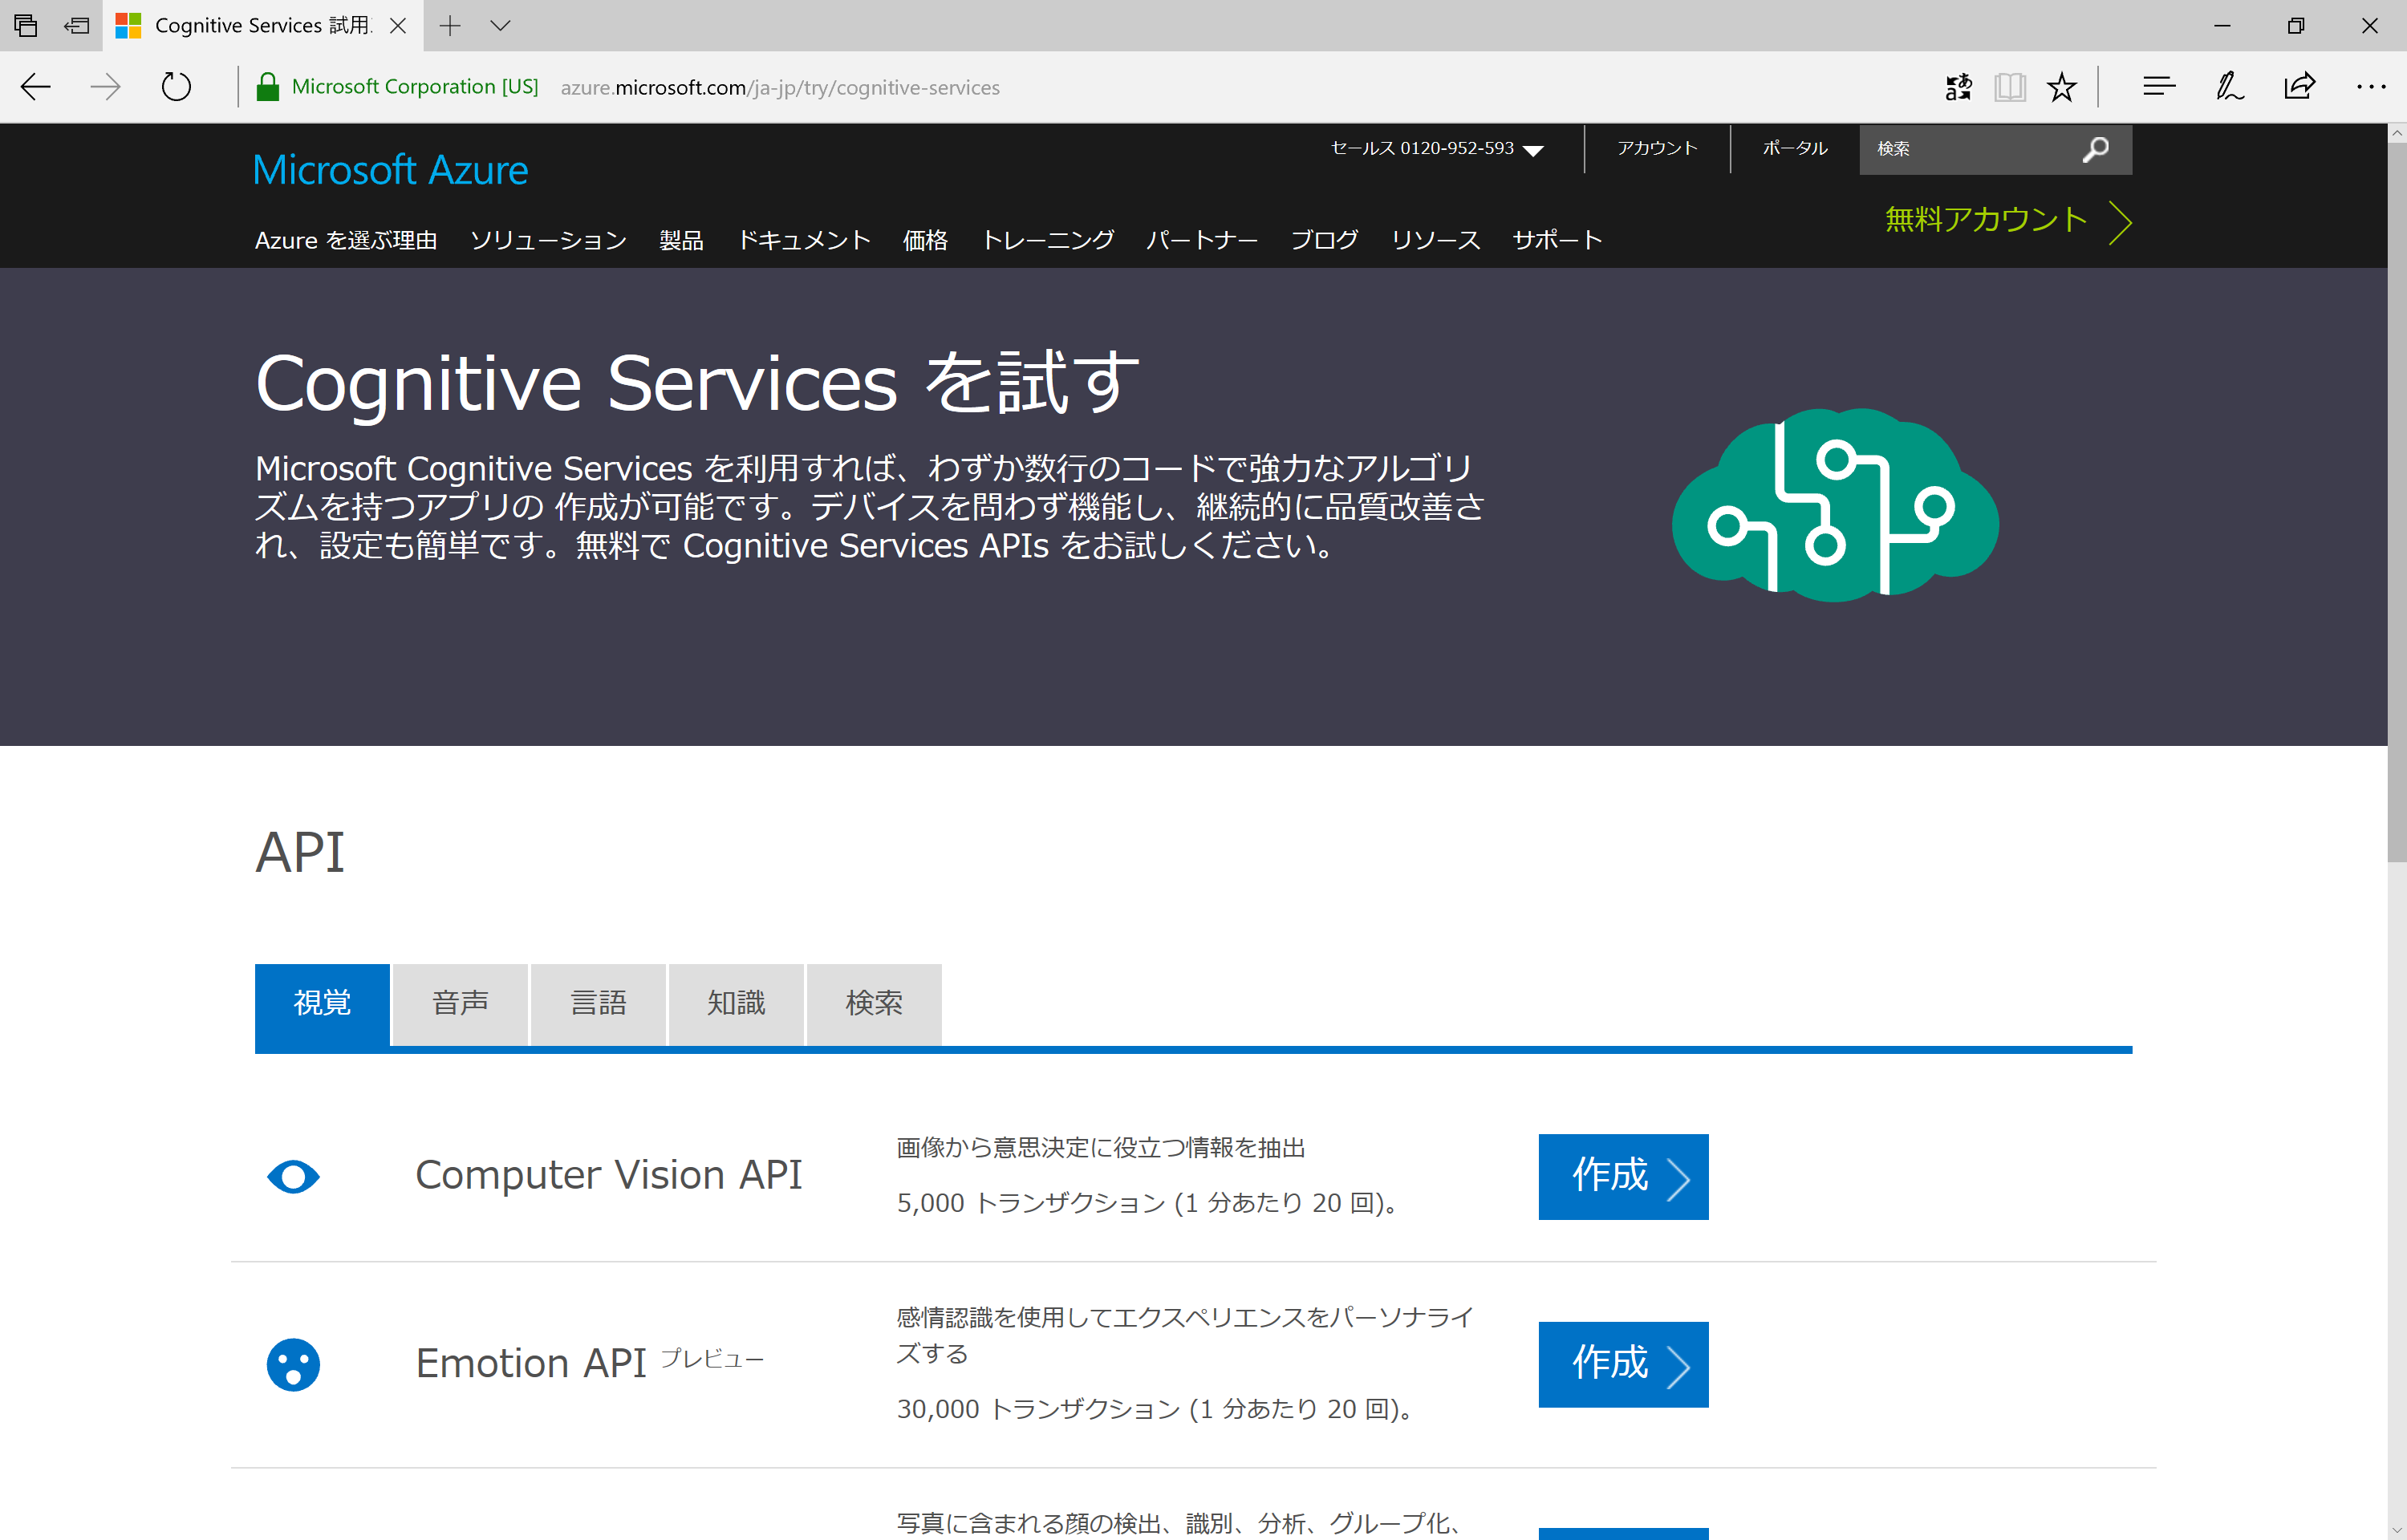 Cognitive Services 試用
Microsoft Corporation [US] azure.microsoft.com/ja-jp/try/cognitive-services
Microsoft Azure
セールス 0120-952-593
アカウント
ポータル
検索
無料アカウント
Azure を選ぶ理由 ソリューション 製品 ドキュメント 価格 トレーニング パートナー ブログ リソース サポート
Cognitive Services を試す
Microsoft Cognitive Services を利用すれば、わずか数行のコードで強力なアルゴリ
ズムを持つアプリの 作成が可能です。デバイスを問わず機能し、継続的に品質改善さ
れ、設定も簡単です。無料で Cognitive Services APIs をお試しください。
API
視覚 音声 言語 知識 検索
Computer Vision API
画像から意思決定に役立つ情報を抽出
5,000 トランザクション (1 分あたり 20 回)。
作成
Emotion API プレビュー
感情認識を使用してエクスペリエンスをパーソナライ
ズする
30,000 トランザクション (1 分あたり 20 回)。
作成
写真に含まれる顔の検出、識別、分析、グループ化、